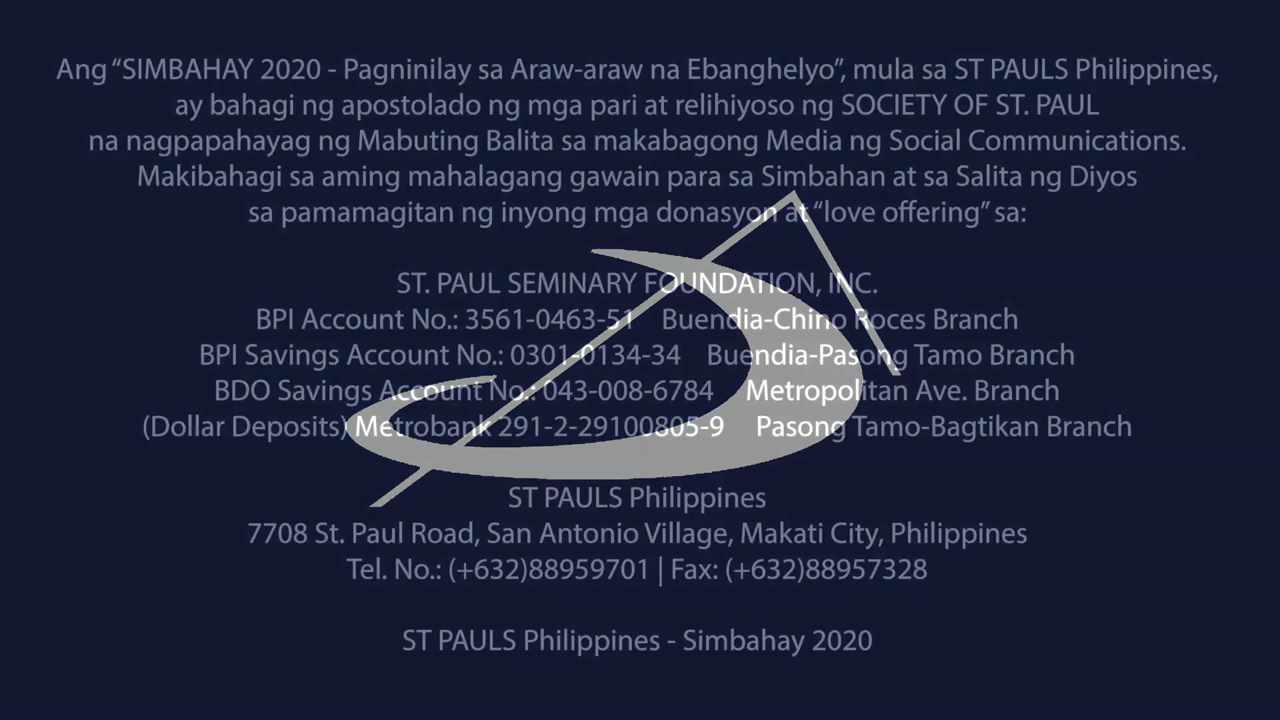 Ang “SIMBAHAY 2020 - Pagninilay sa Araw-araw na Ebanghelyo”, mula sa ST PAULS Philippines,
ay bahagi ng apostolado ng mga pari at relihiyoso ng SOCIETY OF ST. PAUL
na nagpapahayag ng Mabuting Balita sa makabagong Media ng Social Communications.
Makibahagi sa aming mahalagang gawain para sa Simbahan at sa Salita ng Diyos
sa pamamagitan ng inyong mga donasyon at “love offering” sa:
ST. PAUL SEMINARY FOUNDATION, INC.
BPI Account No.: 3561-0463-51 Buendia-Chino Roces Branch
BPI Savings Account No.: 0301-0134-34 Buendia-Pasong Tamo Branch
BDO Savings Account No.: 043-008-6784 Metropolitan Ave. Branch
(Dollar Deposits) Metrobank 291-2-29100805-9 Pasong Tamo-Bagtikan Branch
ST PAULS Philippines
7708 St. Paul Road, San Antonio Village, Makati City, Philippines
Tel. No.: (+632)88959701 | Fax: (+632)88957328
ST PAULS Philippines - Simbahay 2020